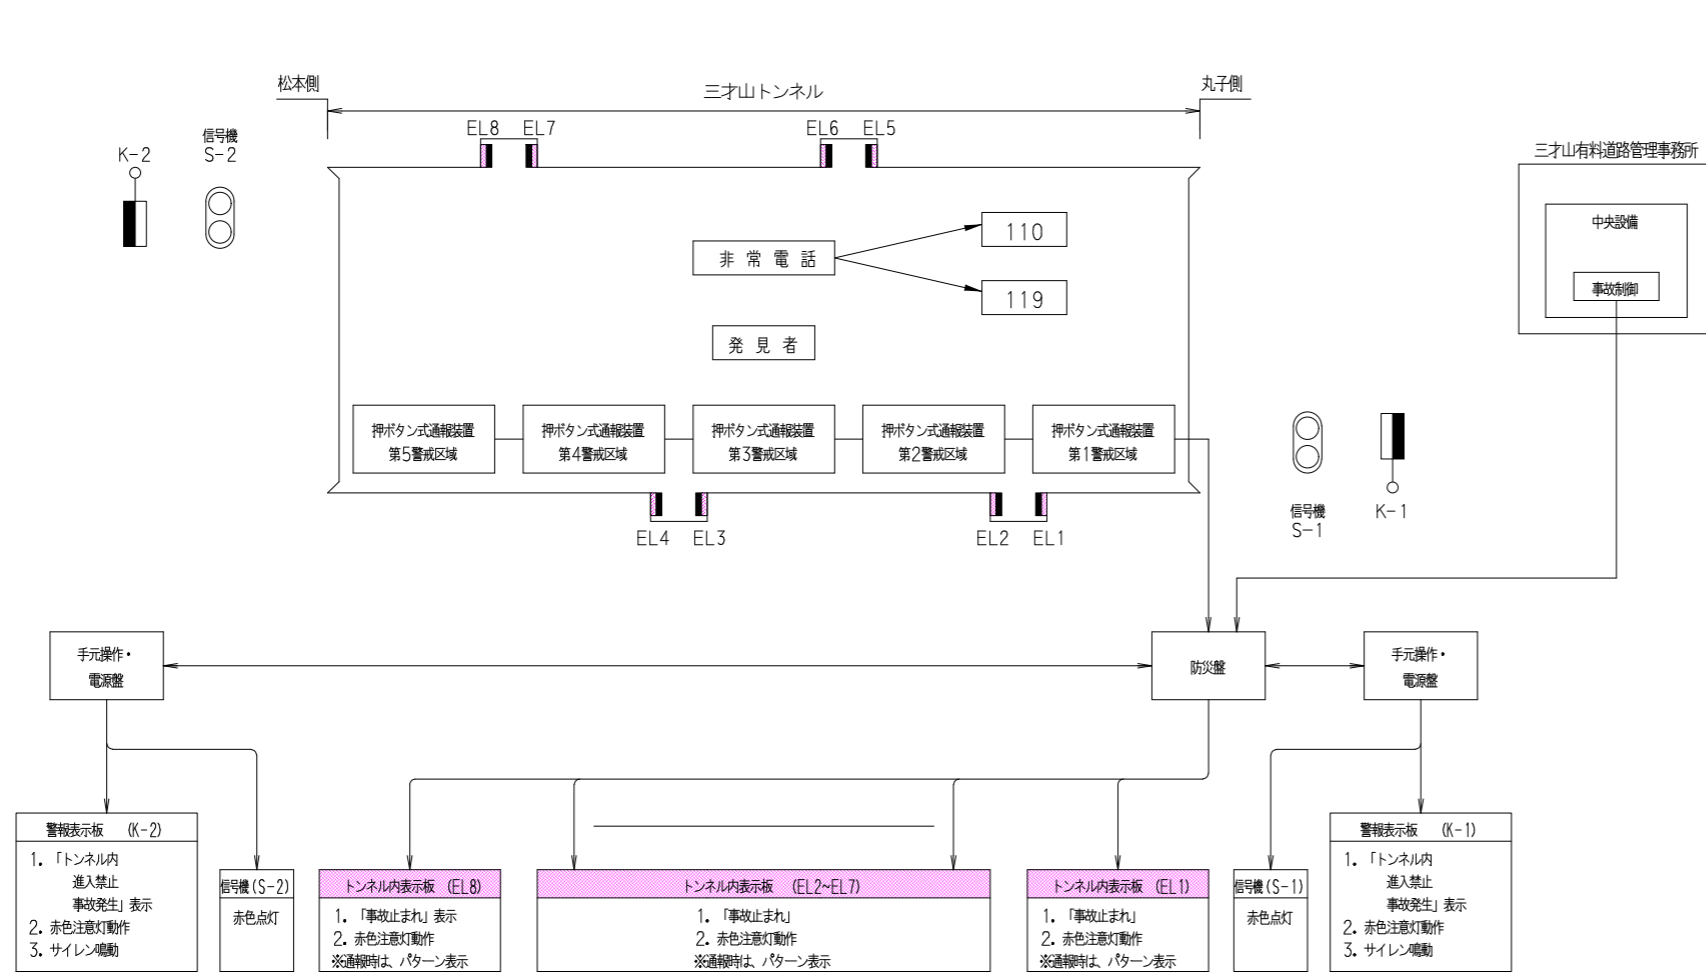 松本側
三才山トンネル
丸子側
EL8
EL7
EL6
EL5
信号機
S-2
K-2
三才山有料道路管理事務所
中央設備
事故制御
非常電話
110
119
発見者
押ボタン式通報装置
第5警戒区域
押ボタン式通報装置
第4警戒区域
押ボタン式通報装置
第3警戒区域
押ボタン式通報装置
第2警戒区域
押ボタン式通報装置
第1警戒区域
信号機
S-1
K-1
EL4
EL3
EL2
EL1
手元操作・
電源盤
防災盤
手元操作・
電源盤
警報表示板 (K-2)
1. 「トンネル内
進入禁止
事故発生」表示
2. 赤色注意灯動作
3. サイレン鳴動
信号機(S-2)
赤色点灯
トンネル内表示板 (EL8)
1. 「事故止まれ」表示
2. 赤色注意灯動作
※通報時は、パターン表示
トンネル内表示板 (EL2~EL7)
1. 「事故止まれ」
2. 赤色注意灯動作
※通報時は、パターン表示
トンネル内表示板 (EL1)
1. 「事故止まれ」表示
2. 赤色注意灯動作
※通報時は、パターン表示
信号機(S-1)
赤色点灯
警報表示板 (K-1)
1. 「トンネル内
進入禁止
事故発生」表示
2. 赤色注意灯動作
3. サイレン鳴動